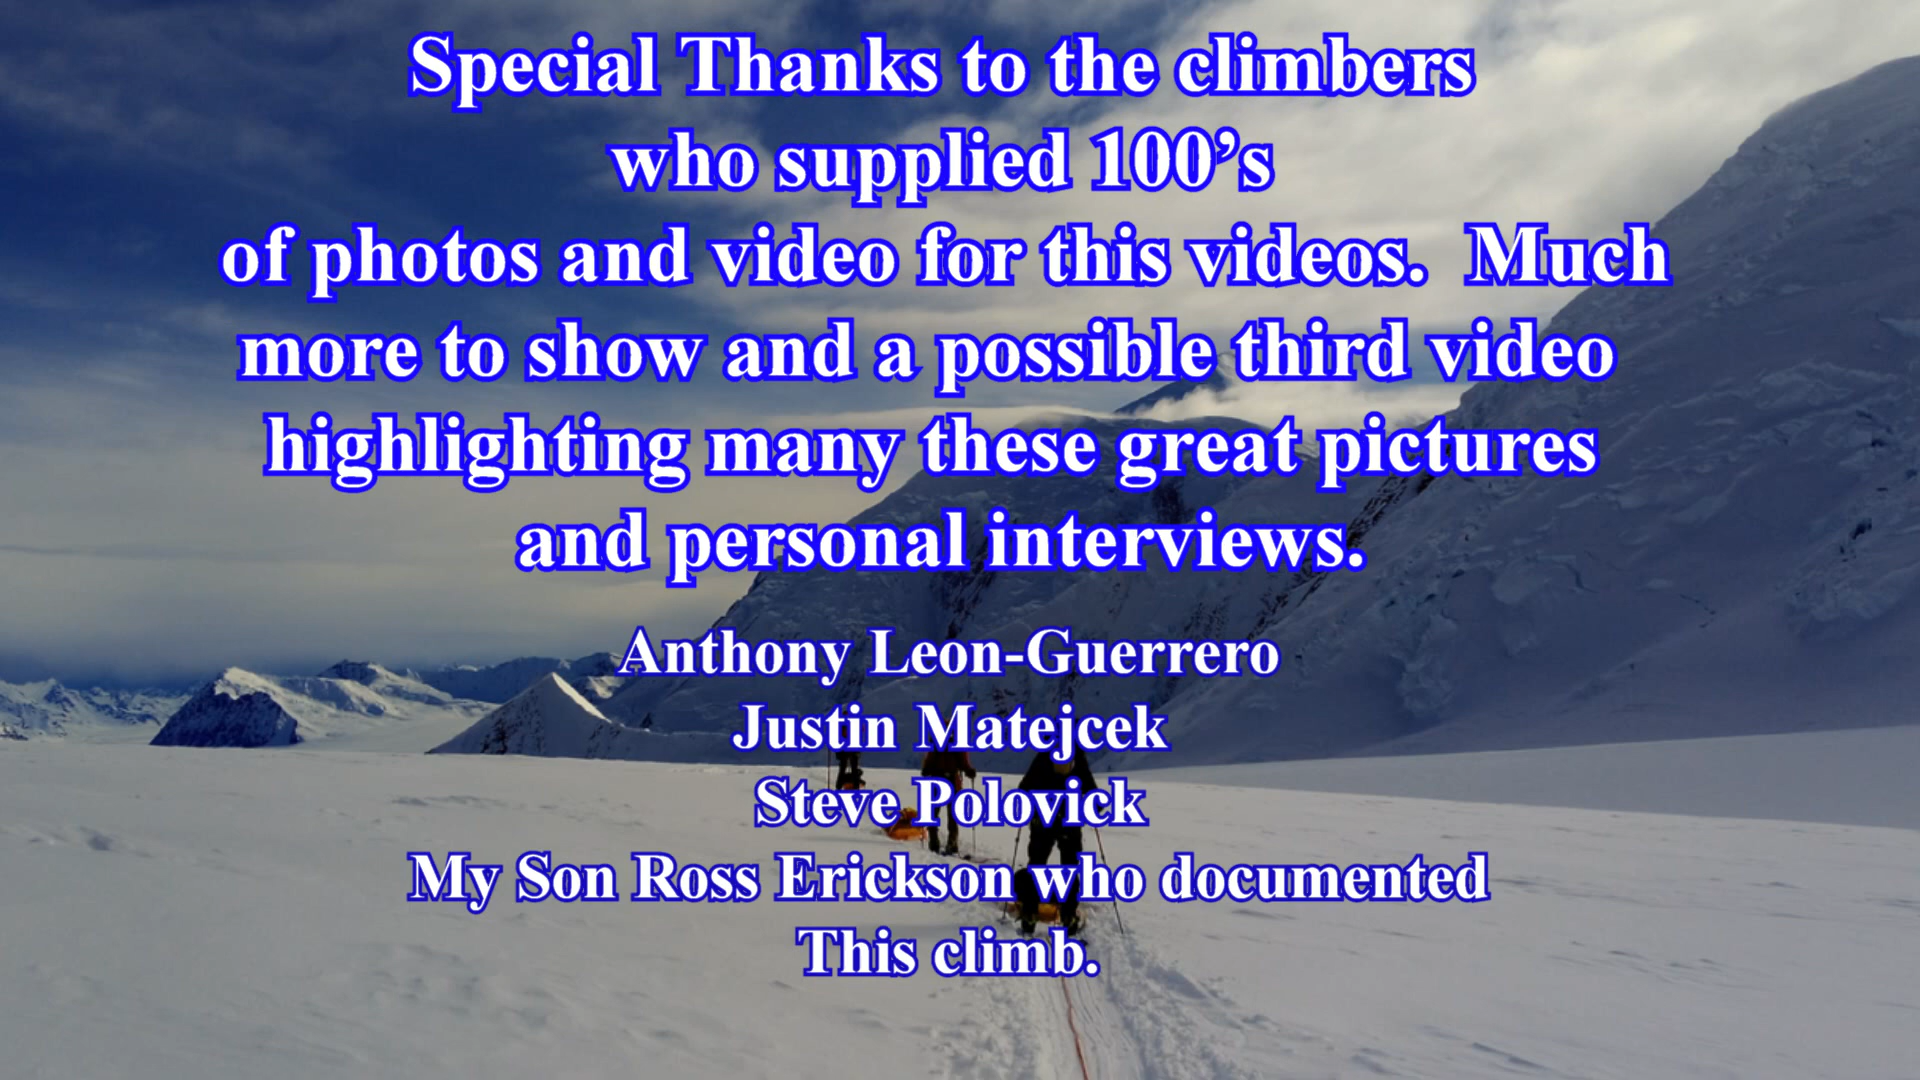 Special Thanks to the climbers
who supplied 100’s
of photos and video for this videos.  Much
more to show and a possible third video
highlighting many these great pictures
and personal interviews.
Anthony Leon-Guerrero
Justin Matejcek
Steve Polovick
My Son Ross Erickson who documented
This climb.